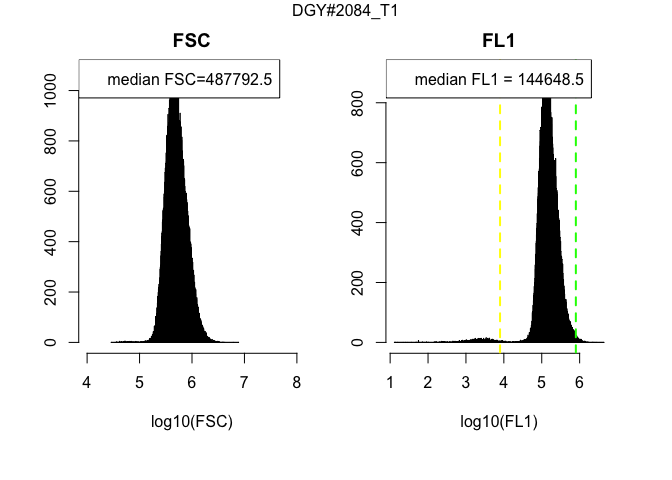 DGY#2084_T1
FSC
median FSC=487792.5
0 200 400 600 800 1000
4 5 6 7 8
log10(FSC)
FL1
median FL1 = 144648.5
0 200 400 600 800
1 2 3 4 5 6
log10(FL1)